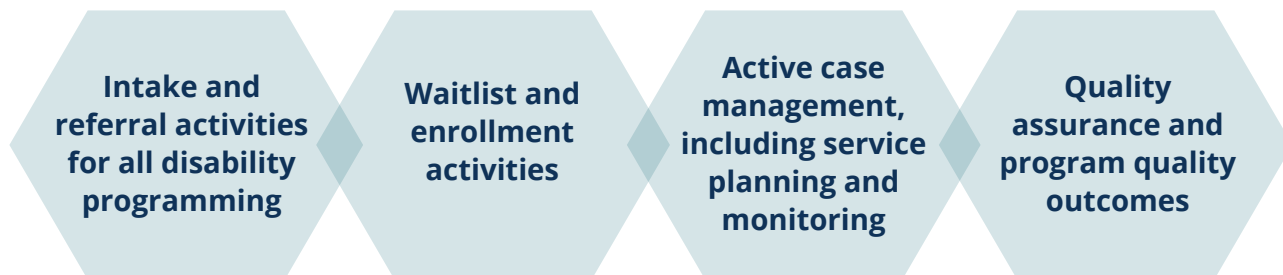 Intake and
referral activities
for all disability
programming
Waitlist and
enrollment
activities
Active case
management,
including service
planning and
monitoring
Quality
assurance and
program quality
outcomes